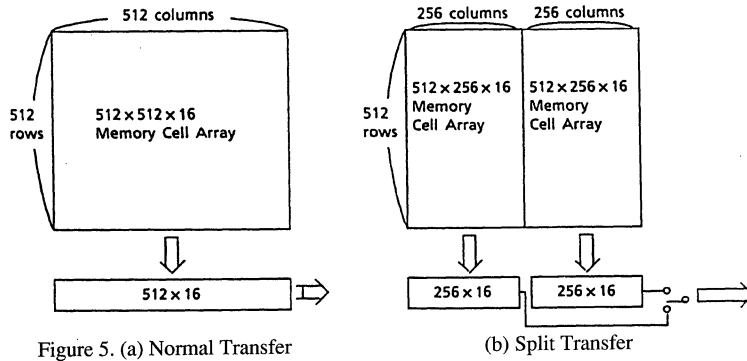 512 columns
512
rows
512×512×16
Memory Cell Array
512×16
Figure 5. (a) Normal Transfer
256 columns
256 columns
512
rows
512×256×16
Memory
Cell Array
512×256×16
Memory
Cell Array
256×16
256×16
(b) Split Transfer